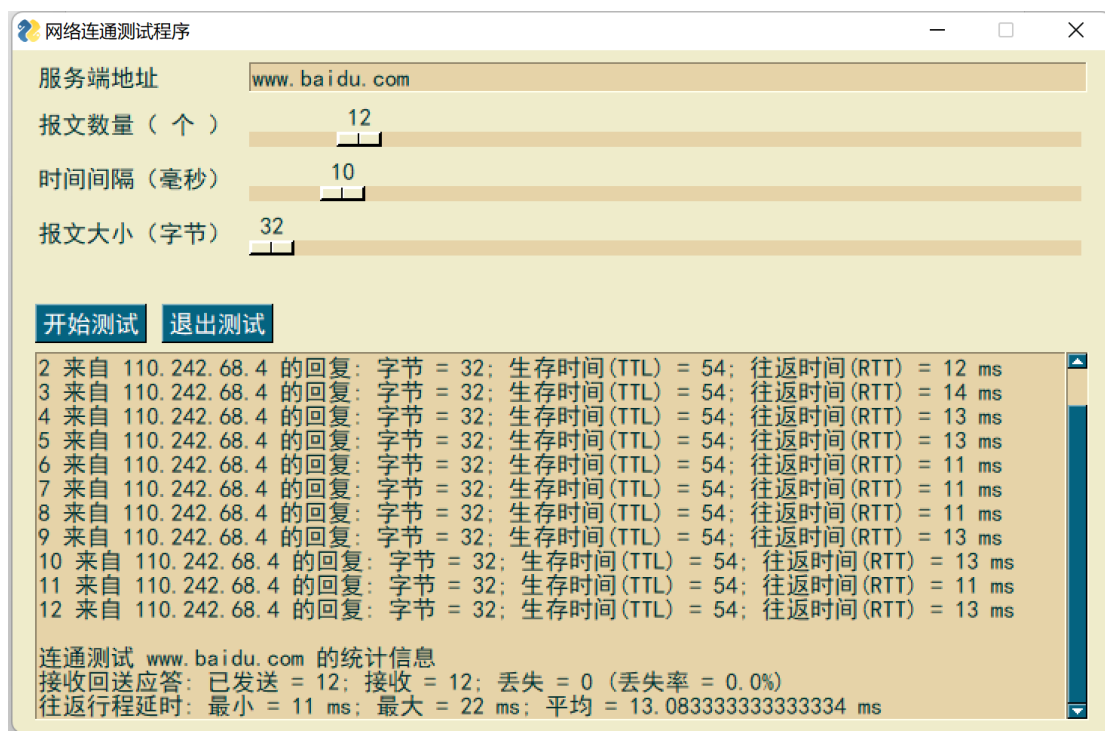 网络连通测试程序
服务端地址 www.baidu.com
12
报文数量（ 个 ）
10
时间间隔（毫秒）
32
报文大小（字节）
开始测试 退出测试
2 来自 110.242.68.4 的回复: 字节 = 32; 生存时间(TTL) = 54; 往返时间(RTT) = 12 ms
3 来自 110.242.68.4 的回复: 字节 = 32; 生存时间(TTL) = 54; 往返时间(RTT) = 14 ms
4 来自 110.242.68.4 的回复: 字节 = 32; 生存时间(TTL) = 54; 往返时间(RTT) = 13 ms
5 来自 110.242.68.4 的回复: 字节 = 32; 生存时间(TTL) = 54; 往返时间(RTT) = 13 ms
6 来自 110.242.68.4 的回复: 字节 = 32; 生存时间(TTL) = 54; 往返时间(RTT) = 11 ms
7 来自 110.242.68.4 的回复: 字节 = 32; 生存时间(TTL) = 54; 往返时间(RTT) = 11 ms
8 来自 110.242.68.4 的回复: 字节 = 32; 生存时间(TTL) = 54; 往返时间(RTT) = 11 ms
9 来自 110.242.68.4 的回复: 字节 = 32; 生存时间(TTL) = 54; 往返时间(RTT) = 13 ms
10 来自 110.242.68.4 的回复: 字节 = 32; 生存时间(TTL) = 54; 往返时间(RTT) = 13 ms
11 来自 110.242.68.4 的回复: 字节 = 32; 生存时间(TTL) = 54; 往返时间(RTT) = 11 ms
12 来自 110.242.68.4 的回复: 字节 = 32; 生存时间(TTL) = 54; 往返时间(RTT) = 13 ms
连通测试 www.baidu.com 的统计信息
接收回送应答: 已发送 = 12; 接收 = 12; 丢失 = 0 (丢失率 = 0.0%)
往返行程延时: 最小 = 11 ms; 最大 = 22 ms; 平均 = 13.083333333333334 ms